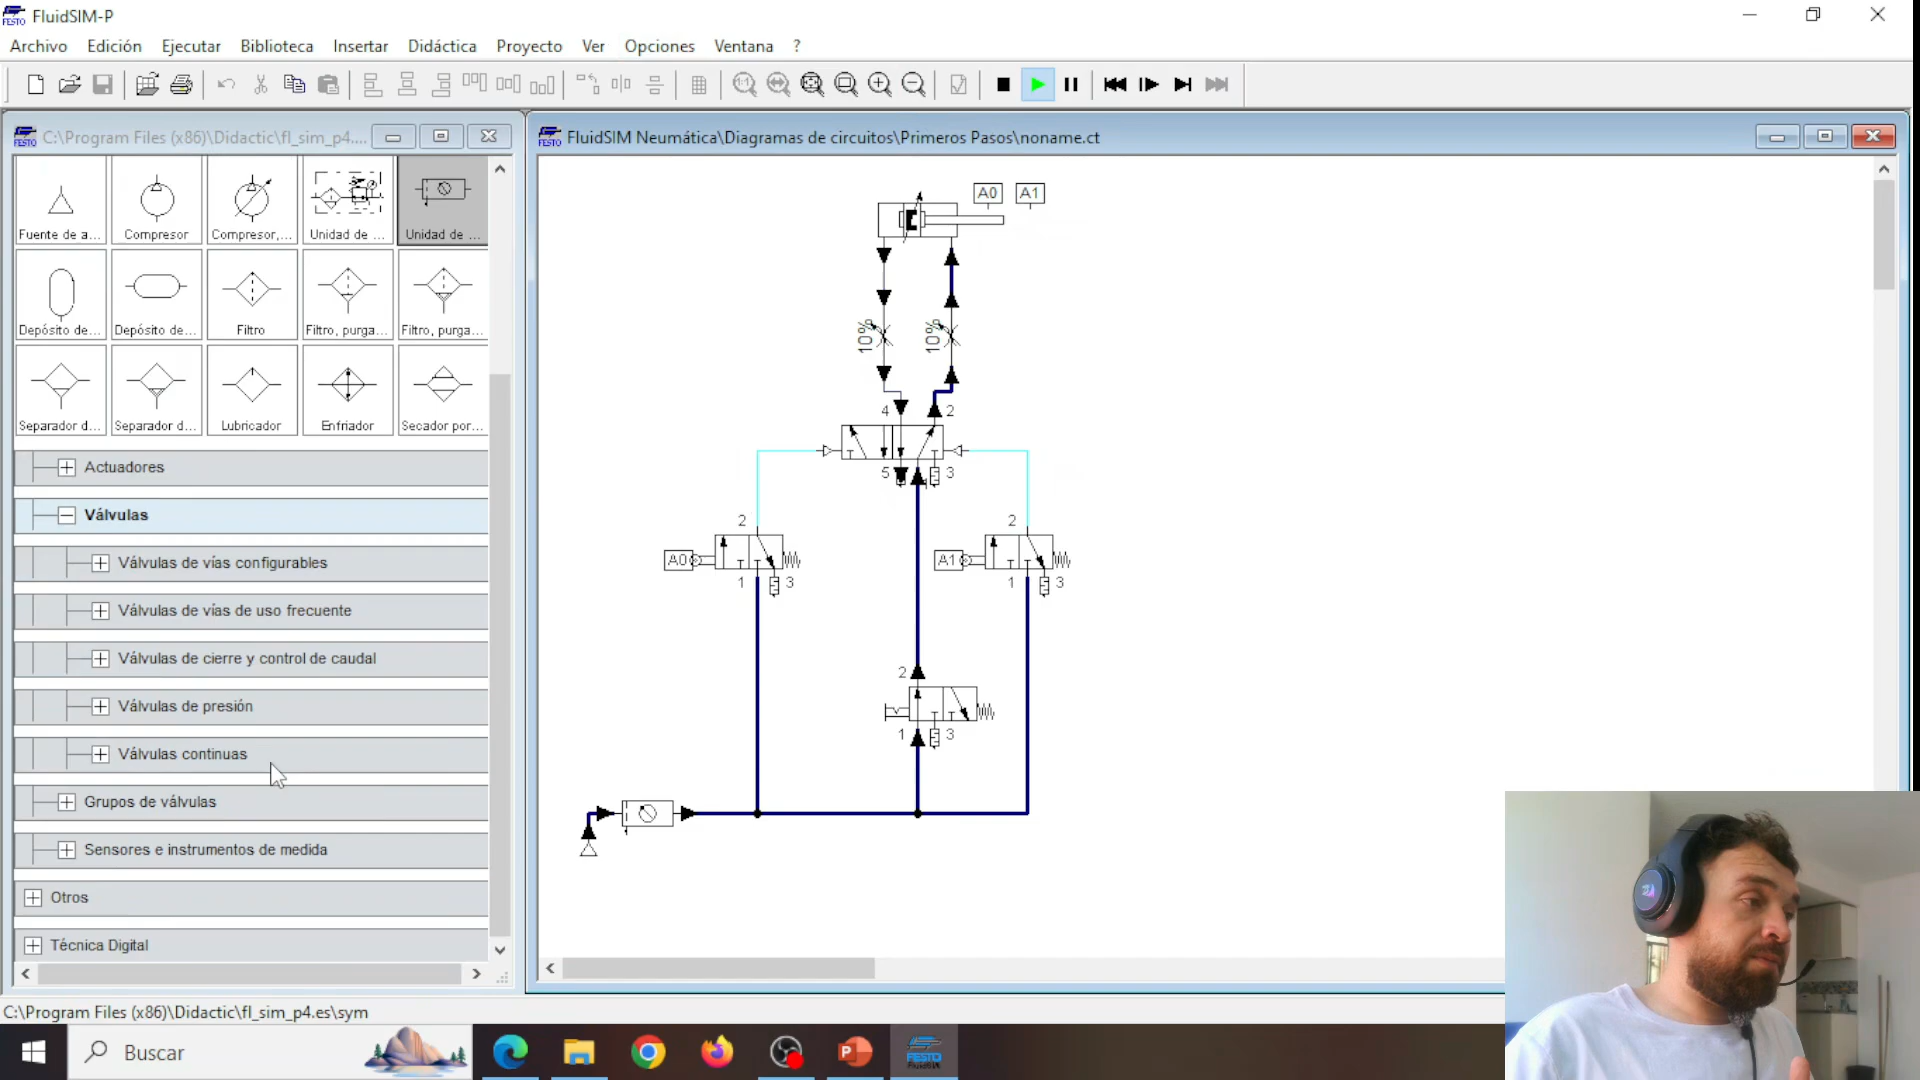 FluidSIM-P
Archivo Edición Ejecutar Biblioteca Insertar Didáctica Proyecto Ver Opciones Ventana ?
C:\Program Files (x86)\Didactic\fl_sim_p4....
Fuente de a... Compresor Compresor,... Unidad de ... Unidad de ...
Depósito de... Depósito de... Filtro Filtro, purga... Filtro, purga...
Separador d... Separador d... Lubricador Enfriador Secador por...
Actuadores
Válvulas
Válvulas de vías configurables
Válvulas de vías de uso frecuente
Válvulas de cierre y control de caudal
Válvulas de presión
Válvulas continuas
Grupos de válvulas
Sensores e instrumentos de medida
Otros
Técnica Digital
FluidSIM Neumática\Diagramas de circuitos\Primeros Pasos\noname.ct
A0 A1
10% 10%
4 2
5 3
2 2
A0 A1
1 3 1 3
2
1 3
C:\Program Files (x86)\Didactic\fl_sim_p4.es\sym
Buscar
FESTO